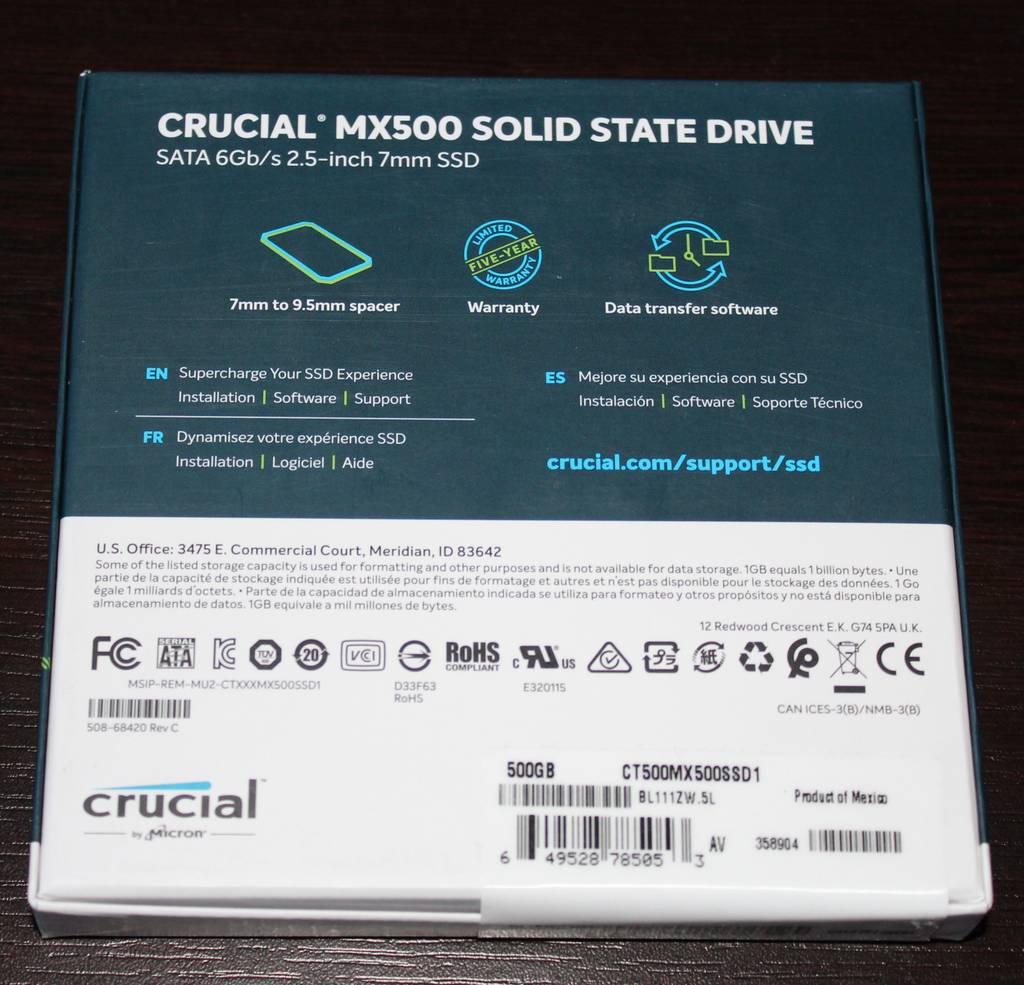 CRUCIAL® MX500 SOLID STATE DRIVE
SATA 6Gb/s 2.5-inch 7mm SSD
LIMITED
FIVE-YEAR
WARRANTY
7mm to 9.5mm spacer
Warranty
Data transfer software
EN Supercharge Your SSD Experience
Installation | Software | Support
FR Dynamisez votre expérience SSD
Installation | Logiciel | Aide
ES Mejore su experiencia con su SSD
Instalación | Software | Soporte Técnico
crucial.com/support/ssd
U.S. Office: 3475 E. Commercial Court, Meridian, ID 83642
Some of the listed storage capacity is used for formatting and other purposes and is not available for data storage. 1GB equals 1 billion bytes. • Une
partie de la capacité de stockage indiquée est utilisée pour fins de formatage et autres et n'est pas disponible pour le stockage des données. 1 Go
égale 1 milliards d'octets. • Parte de la capacidad de almacenamiento indicada se utiliza para formateo y otros propósitos y no está disponible para
almacenamiento de datos. 1GB equivale a mil millones de bytes.
12 Redwood Crescent E.K. G74 5PA U.K.
FC SERIAL ATA TÜV 20 VCI RoHS COMPLIANT c UL us プラ 紙 CE
MSIP-REM-MU2-CTXXXMX500SSD1
D33F63
RoHS
E320115
CAN ICES-3(B)/NMB-3(B)
508-68420 Rev C
crucial™
by Micron®
500GB CT500MX500SSD1
BL111ZW.5L Product of Mexico
AV 358904
6 49528 78505 3